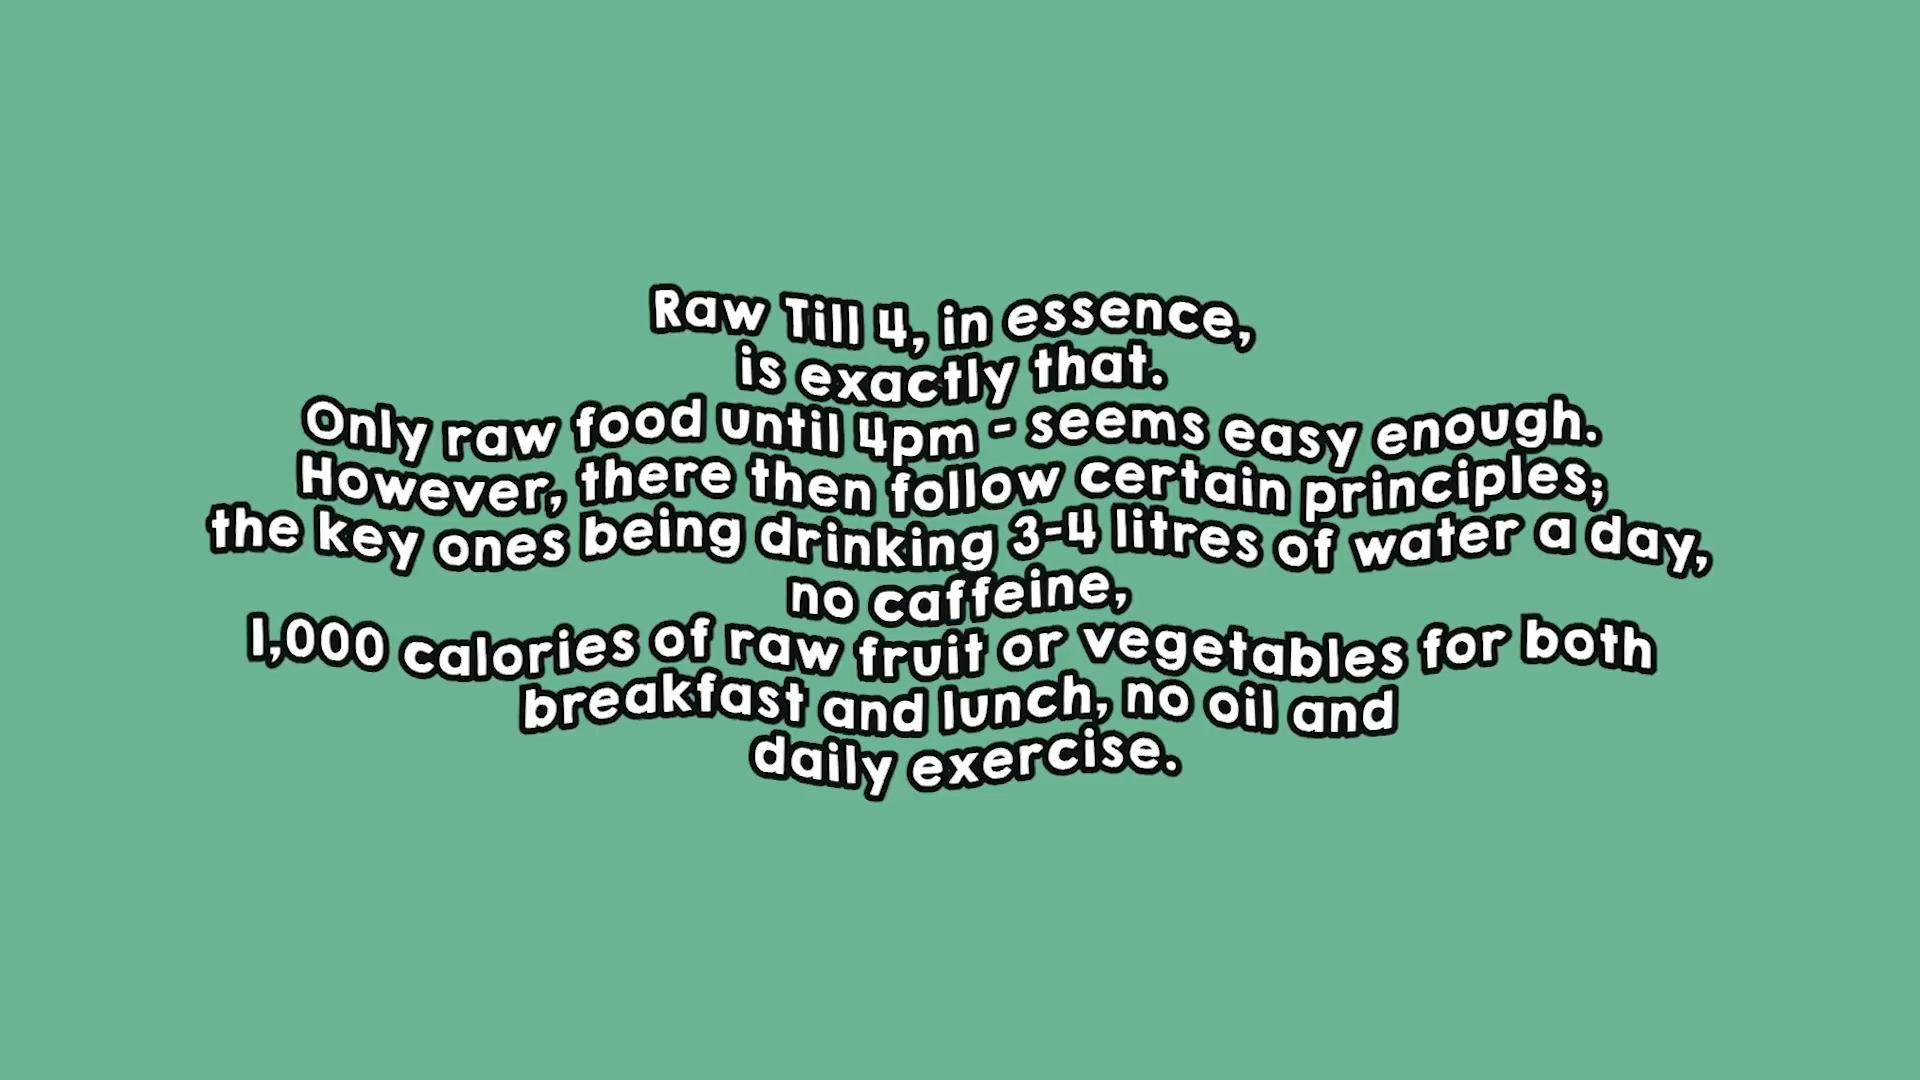 Raw Till 4, in essence,
is exactly that.
Only raw food until 4pm - seems easy enough.
However, there then follow certain principles;
the key ones being drinking 3-4 litres of water a day,
no caffeine,
1,000 calories of raw fruit or vegetables for both
breakfast and lunch, no oil and
daily exercise.